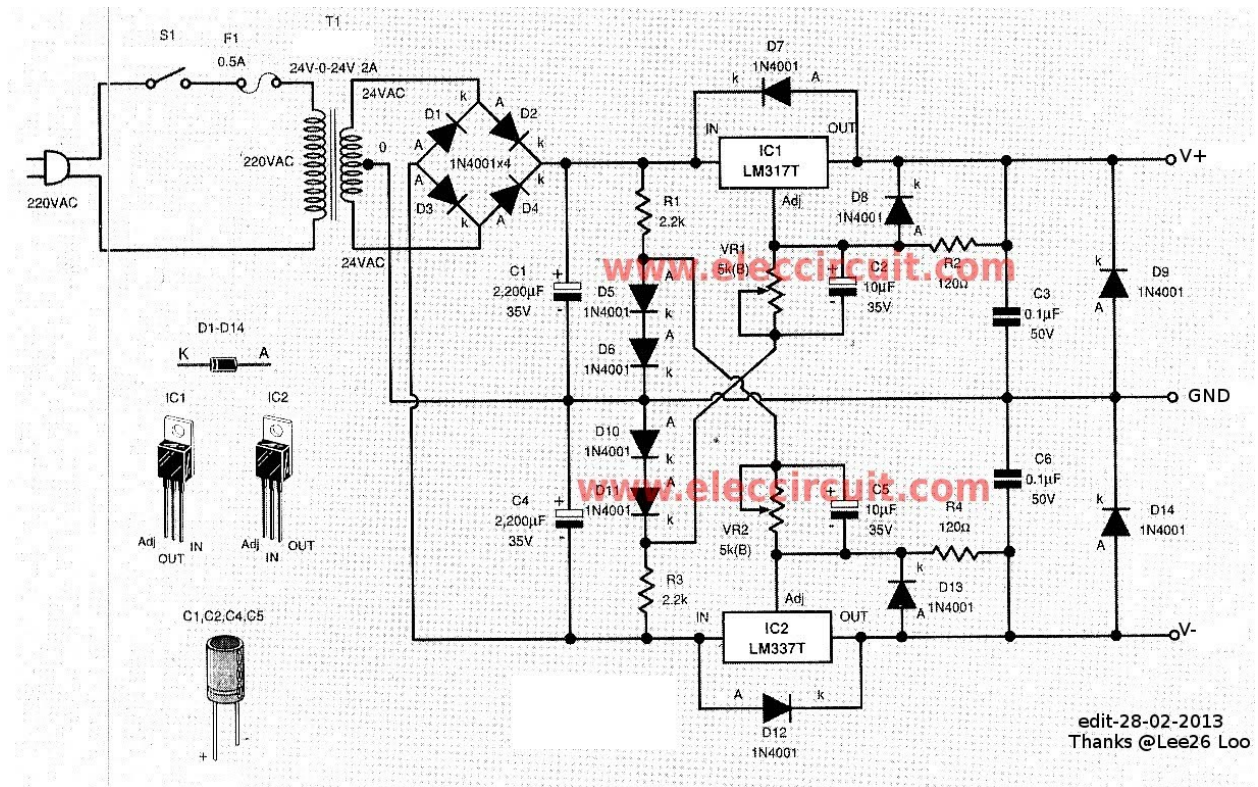 T1
S1
F1
0.5A
24V-0-24V 2A
24VAC
220VAC
220VAC
0
24VAC
k
A
D1
D2
A
k
1N4001x4
A
k
D3
D4
k
A
D7
1N4001
k
A
IN
OUT
IC1
LM317T
Adj
V+
R1
2.2k
k
D8
1N4001
A
VR1
5k(B)
+
C2
10µF
35V
-
R2
120Ω
www.eleccircuit.com
C1
2,200µF
35V
+
-
D5
1N4001
A
k
D6
1N4001
A
k
C3
0.1µF
50V
k
D9
1N4001
A
D1-D14
K
A
IC1
IC2
GND
D10
1N4001
A
k
D11
1N4001
A
k
www.eleccircuit.com
C4
2,200µF
35V
+
-
VR2
5k(B)
+
C5
10µF
35V
-
R4
120Ω
C6
0.1µF
50V
k
D14
1N4001
A
Adj
OUT
IN
Adj
IN
OUT
R3
2.2k
k
D13
1N4001
A
Adj
IN
OUT
IC2
LM337T
V-
C1,C2,C4.C5
+
A
k
D12
1N4001
edit-28-02-2013
Thanks @Lee26 Loo